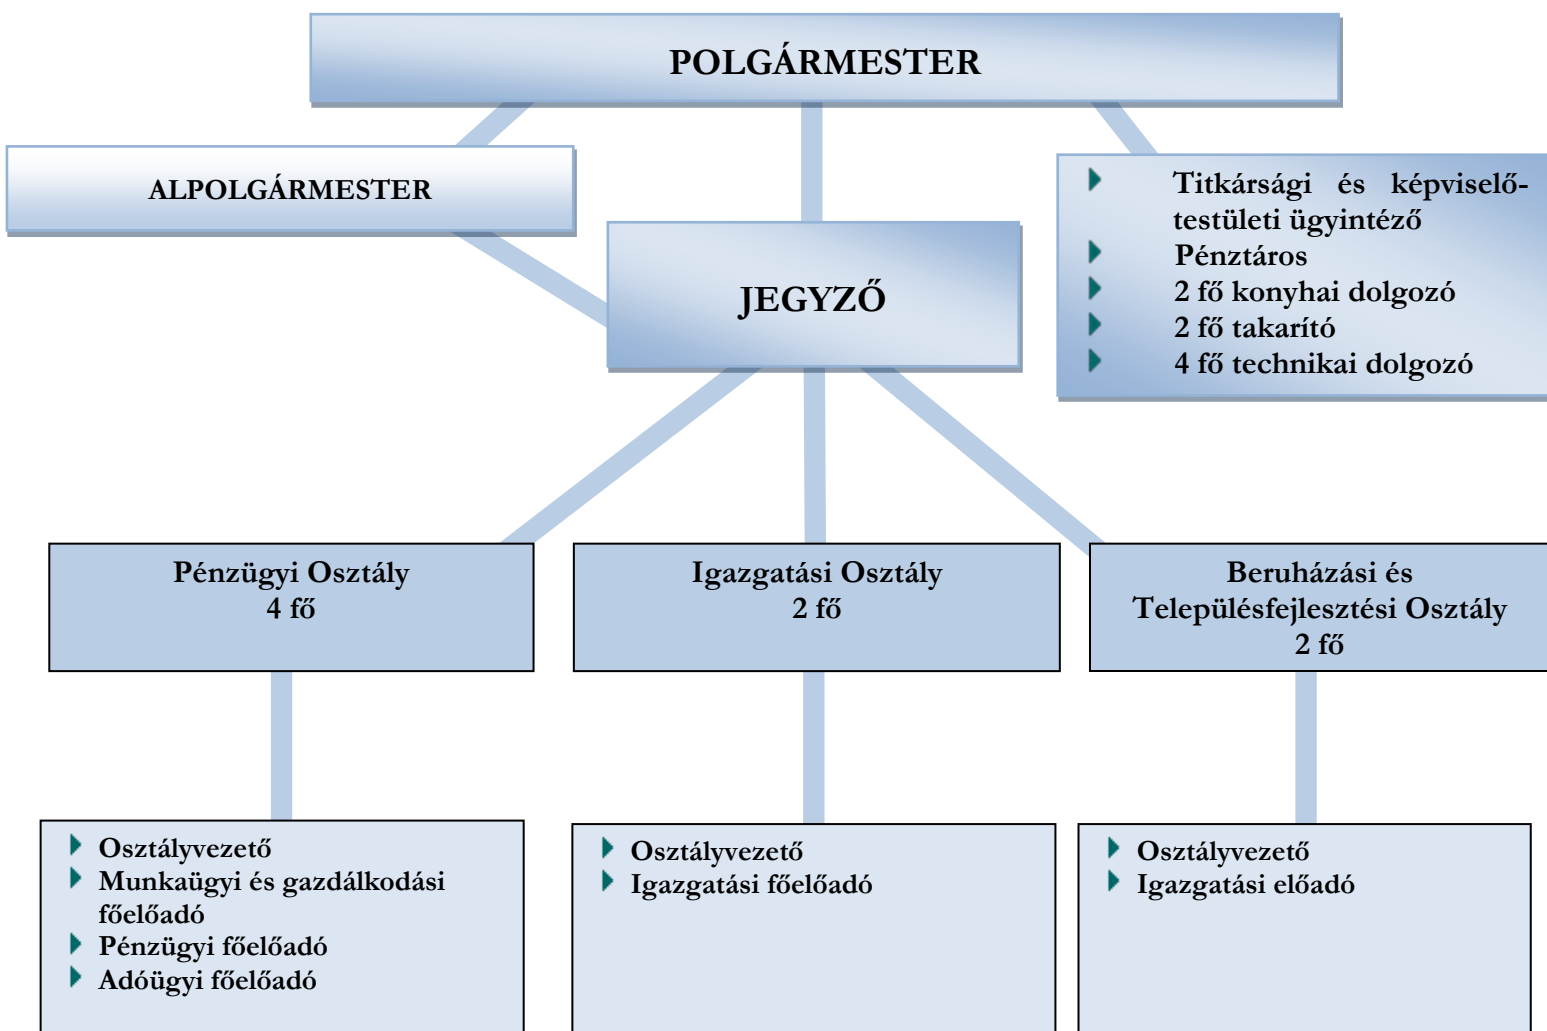 POLGÁRMESTER
ALPOLGÁRMESTER
Titkársági és képviselő-
testületi ügyintéző
Pénztáros
2 fő konyhai dolgozó
2 fő takarító
4 fő technikai dolgozó
JEGYZŐ
Pénzügyi Osztály
4 fő
Igazgatási Osztály
2 fő
Beruházási és
Településfejlesztési Osztály
2 fő
Osztályvezető
Munkaügyi és gazdálkodási
főelőadó
Pénzügyi főelőadó
Adóügyi főelőadó
Osztályvezető
Igazgatási főelőadó
Osztályvezető
Igazgatási előadó